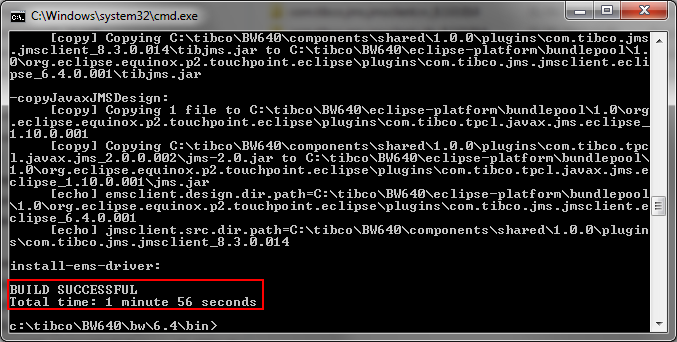 C:\Windows\system32\cmd.exe
[copy] Copying C:\tibco\BW640\components\shared\1.0.0\plugins\com.tibco.jms
.jmsclient_8.3.0.014\tibjms.jar to C:\tibco\BW640\eclipse-platform\bundlepool\1.
0\org.eclipse.equinox.p2.touchpoint.eclipse\plugins\com.tibco.jms.jmsclient.ecli
pse_6.4.0.001\tibjms.jar
-copyJavaxJMSDesign:
[copy] Copying 1 file to C:\tibco\BW640\eclipse-platform\bundlepool\1.0\org
.eclipse.equinox.p2.touchpoint.eclipse\plugins\com.tibco.tpcl.javax.jms.eclipse_
1.10.0.001
[copy] Copying C:\tibco\BW640\components\shared\1.0.0\plugins\com.tibco.tpc
l.javax.jms_2.0.0.002\jms-2.0.jar to C:\tibco\BW640\eclipse-platform\bundlepool\
1.0\org.eclipse.equinox.p2.touchpoint.eclipse\plugins\com.tibco.tpcl.javax.jms.e
clipse_1.10.0.001\jms.jar
[echo] emsclient.design.dir.path=C:\tibco\BW640\eclipse-platform\bundlepool
\1.0\org.eclipse.equinox.p2.touchpoint.eclipse\plugins\com.tibco.jms.jmsclient.e
clipse_6.4.0.001
[echo] jmsclient.src.dir.path=C:\tibco\BW640\components\shared\1.0.0\plugin
s\com.tibco.jms.jmsclient_8.3.0.014
install-ems-driver:
BUILD SUCCESSFUL
Total time: 1 minute 56 seconds
c:\tibco\BW640\bw\6.4\bin>